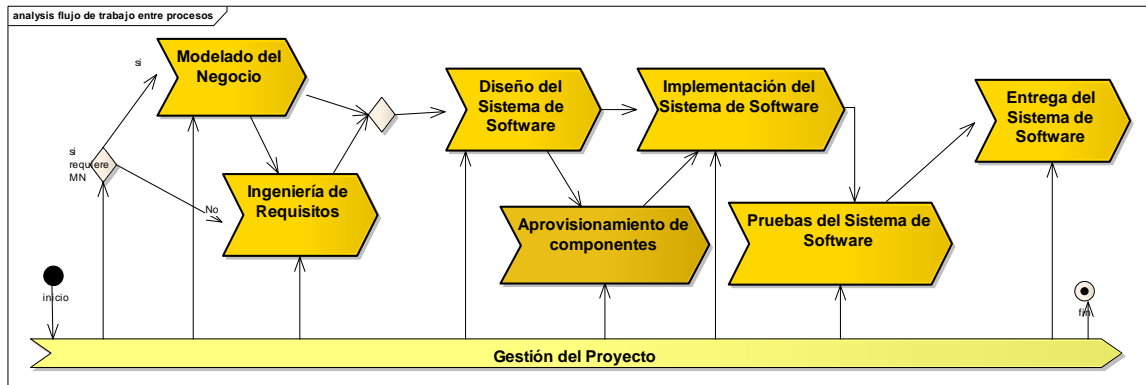 analysis flujo de trabajo entre procesos
si
Modelado del
Negocio
Diseño del
Sistema de
Software
Implementación del
Sistema de Software
Entrega del
Sistema de
Software
si
requiere
MN
No
Ingeniería de
Requisitos
Aprovisionamiento de
componentes
Pruebas del Sistema de
Software
inicio
fin
Gestión del Proyecto